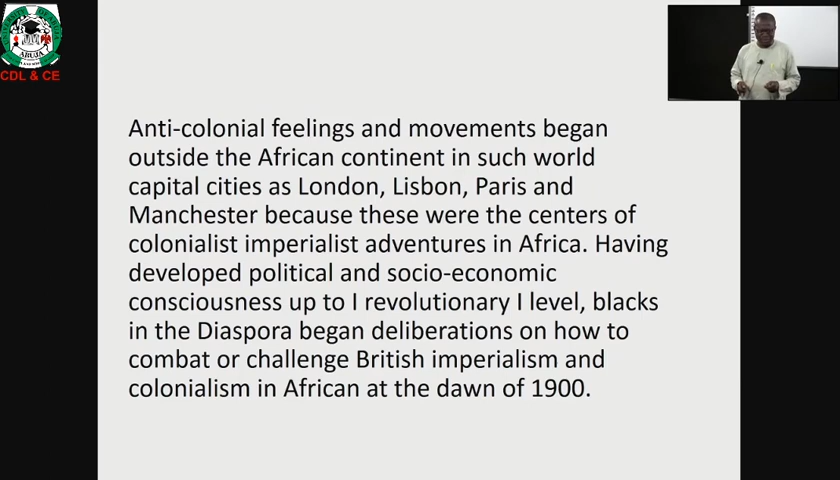 ABUJA
CDL & CE
Anti-colonial feelings and movements began
outside the African continent in such world
capital cities as London, Lisbon, Paris and
Manchester because these were the centers of
colonialist imperialist adventures in Africa. Having
developed political and socio-economic
consciousness up to I revolutionary I level, blacks
in the Diaspora began deliberations on how to
combat or challenge British imperialism and
colonialism in African at the dawn of 1900.